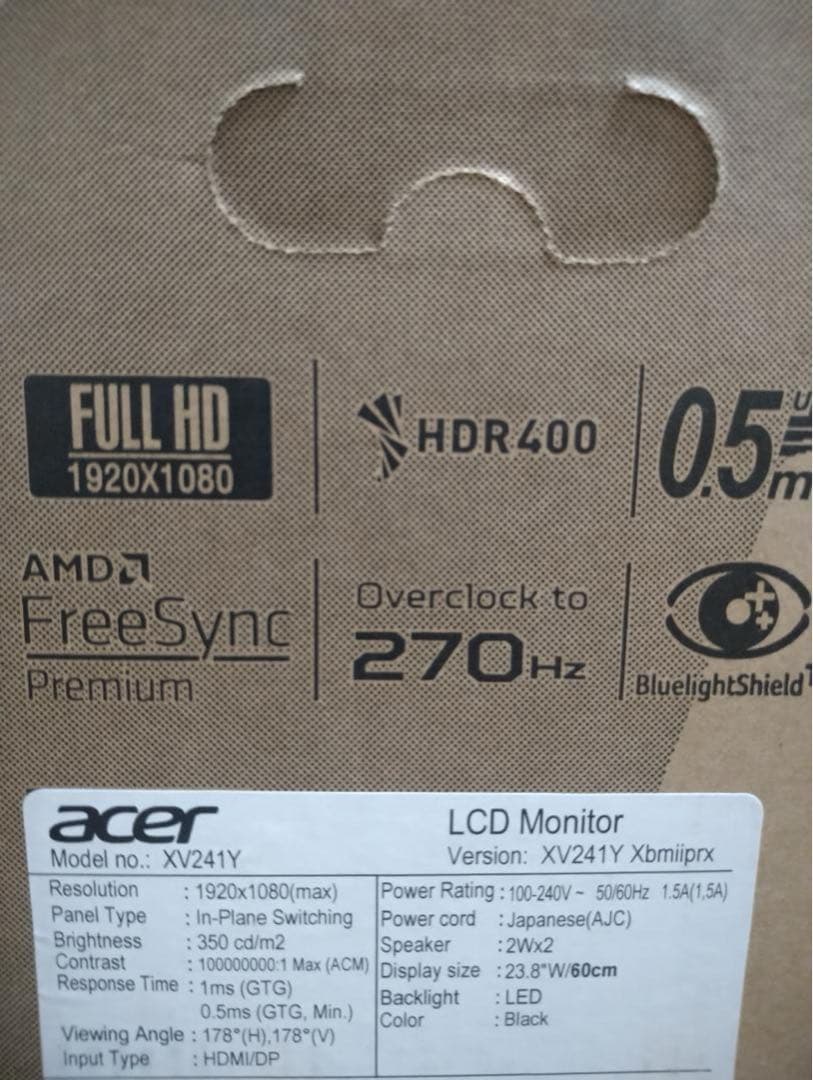 FULL HD
1920X1080
HDR400
0.5
AMD
FreeSync
Premium
Overclock to
270Hz
BluelightShield
acer
LCD Monitor
Model no.: XV241Y
Version: XV241Y Xbmiiprx
Resolution : 1920x1080(max)
Panel Type : In-Plane Switching
Brightness : 350 cd/m2
Contrast : 100000000:1 Max (ACM)
Response Time : 1ms (GTG)
0.5ms (GTG, Min.)
Viewing Angle : 178°(H),178°(V)
Input Type : HDMI/DP
Power Rating : 100-240V ~ 50/60Hz 1.5A(1,5A)
Power cord : Japanese(AJC)
Speaker : 2Wx2
Display size : 23.8"W/60cm
Backlight : LED
Color : Black